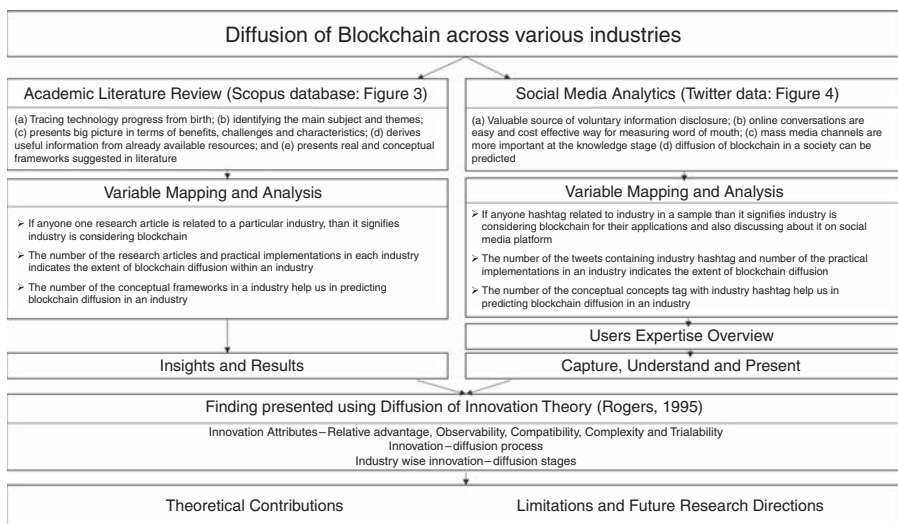 Diffusion of Blockchain across various industries
Academic Literature Review (Scopus database: Figure 3)
(a) Tracing technology progress from birth; (b) identifying the main subject and themes;
(c) presents big picture in terms of benefits, challenges and characteristics; (d) derives
useful information from already available resources; and (e) presents real and conceptual
frameworks suggested in literature
Variable Mapping and Analysis
➢ If anyone one research article is related to a particular industry, than it signifies
industry is considering blockchain
➢ The number of the research articles and practical implementations in each industry
indicates the extent of blockchain diffusion within an industry
➢ The number of the conceptual frameworks in a industry help us in predicting
blockchain diffusion in an industry
Insights and Results
Social Media Analytics (Twitter data: Figure 4)
(a) Valuable source of voluntary information disclosure; (b) online conversations are
easy and cost effective way for measuring word of mouth; (c) mass media channels are
more important at the knowledge stage (d) diffusion of blockchain in a society can be
predicted
Variable Mapping and Analysis
➢ If anyone hashtag related to industry in a sample than it signifies industry is
considering blockchain for their applications and also discussing about it on social
media platform
➢ The number of the tweets containing industry hashtag and number of the practical
implementations in an industry indicates the extent of blockchain diffusion
➢ The number of the conceptual concepts tag with industry hashtag help us in
predicting blockchain diffusion in an industry
Users Expertise Overview
Capture, Understand and Present
Finding presented using Diffusion of Innovation Theory (Rogers, 1995)
Innovation Attributes–Relative advantage, Observability, Compatibility, Complexity and Trialability
Innovation–diffusion process
Industry wise innovation–diffusion stages
Theoretical Contributions
Limitations and Future Research Directions